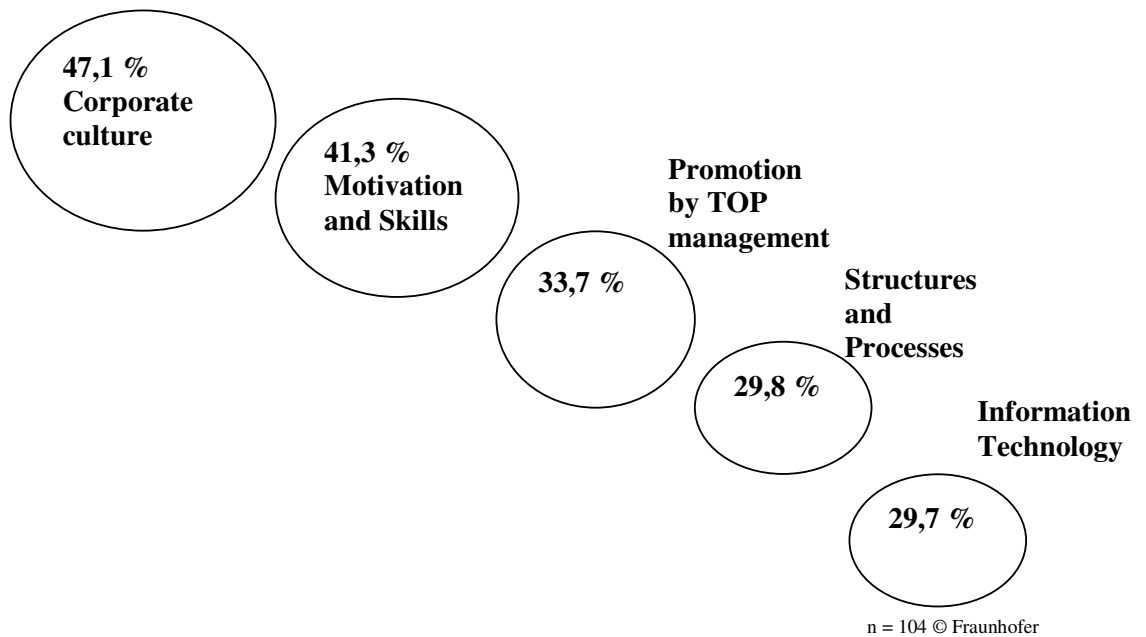 47,1 %
Corporate
culture
41,3 %
Motivation
and Skills
Promotion
by TOP
management
33,7 %
Structures
and
Processes
29,8 %
Information
Technology
29,7 %
n = 104 © Fraunhofer